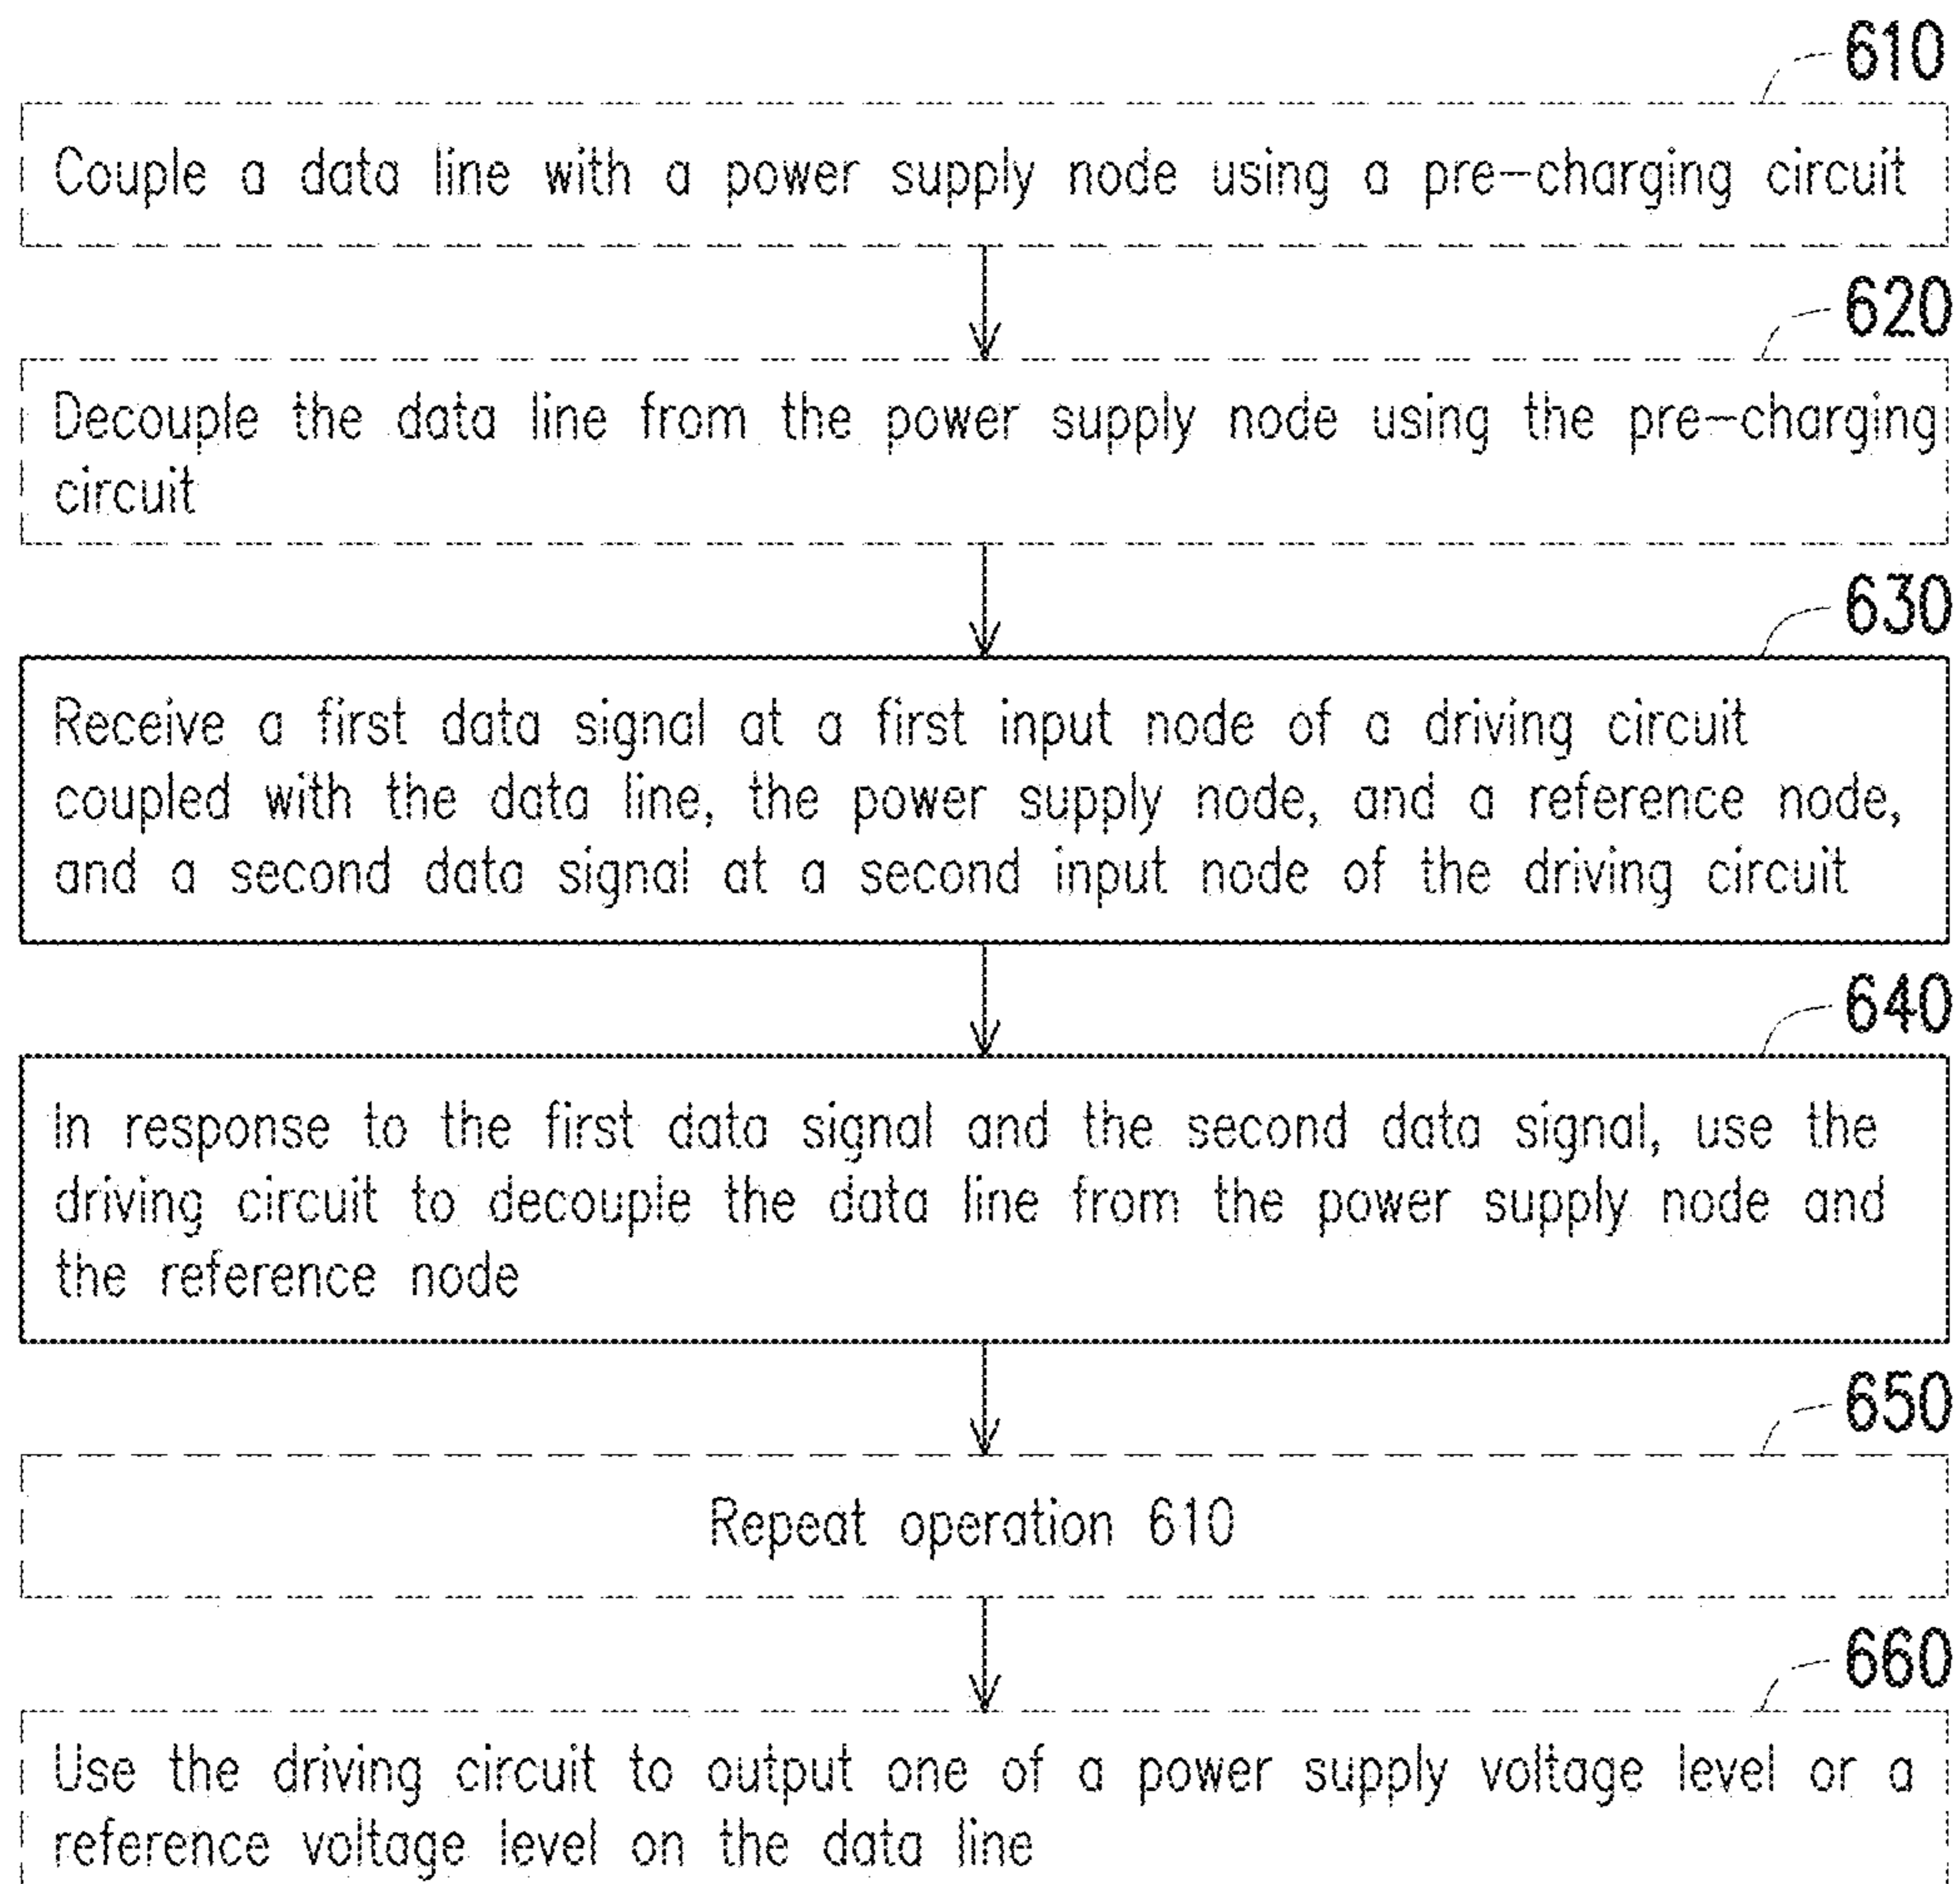 610
Couple a data line with a power supply node using a pre-charging circuit
620
Decouple the data line from the power supply node using the pre-charging
circuit
630
Receive a first data signal at a first input node of a driving circuit
coupled with the data line, the power supply node, and a reference node,
and a second data signal at a second input node of the driving circuit
640
In response to the first data signal and the second data signal, use the
driving circuit to decouple the data line from the power supply node and
the reference node
650
Repeat operation 610
660
Use the driving circuit to output one of a power supply voltage level or a
reference voltage level on the data line